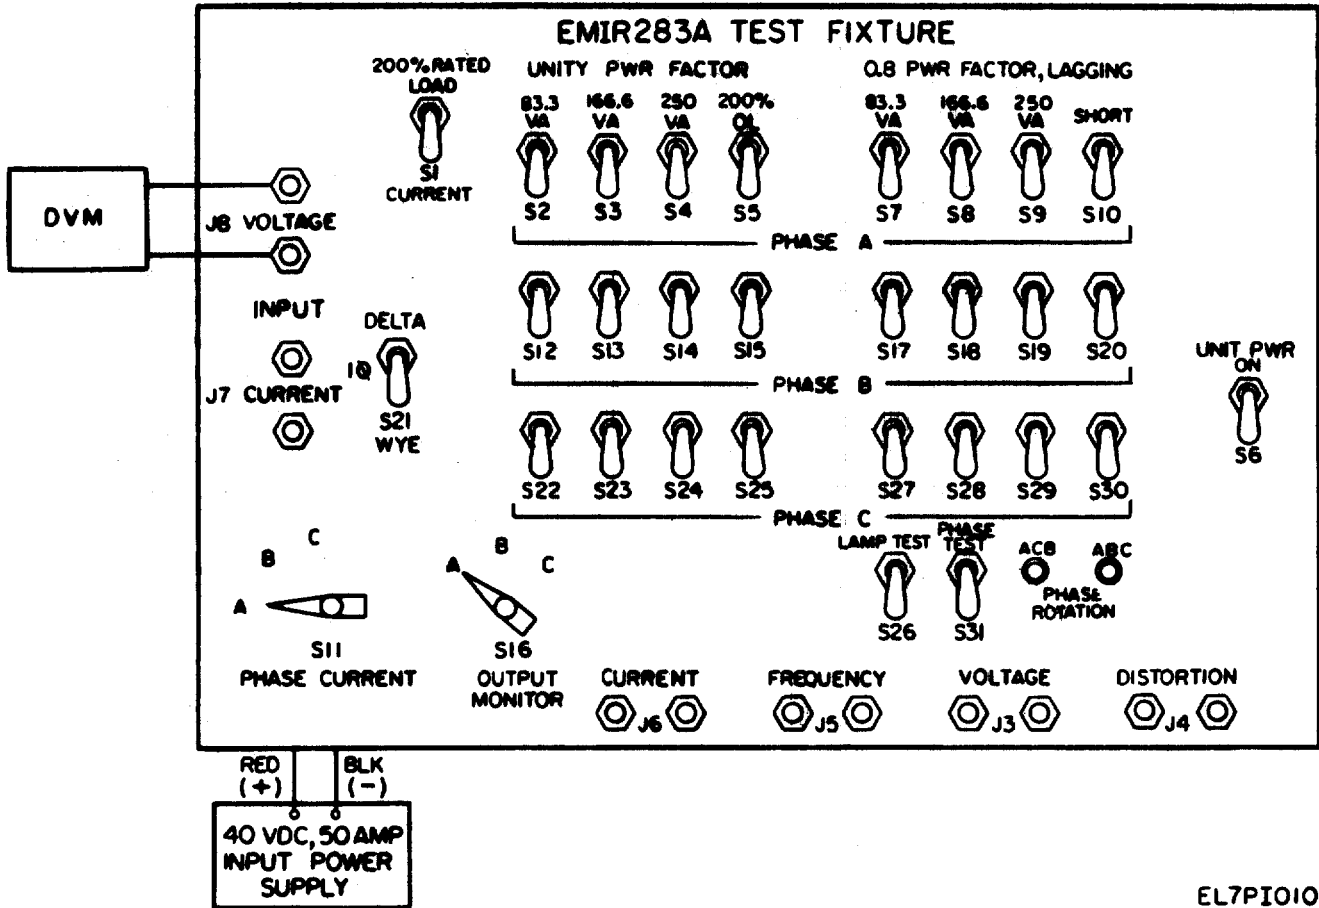 EMIR283A TEST FIXTURE
200% RATED
LOAD
S1
CURRENT
UNITY PWR FACTOR
0.8 PWR FACTOR, LAGGING
83.3
VA
166.6
VA
250
VA
200%
OL
83.3
VA
166.6
VA
250
VA
SHORT
S2 S3 S4 S5 S7 S8 S9 S10
PHASE A
DVM
J8 VOLTAGE
INPUT
J7 CURRENT
DELTA
1Φ
S21
WYE
S12 S13 S14 S15 S17 S18 S19 S20
PHASE B
UNIT PWR
ON
S6
S22 S23 S24 S25 S27 S28 S29 S30
PHASE C
A B C
S11
PHASE CURRENT
A B C
S16
OUTPUT
MONITOR
LAMP TEST
S26
PHASE
TEST
S31
ACB ABC
PHASE
ROTATION
CURRENT
J6
FREQUENCY
J5
VOLTAGE
J3
DISTORTION
J4
RED
(+)
BLK
(-)
40 VDC, 50 AMP
INPUT POWER
SUPPLY
EL7PI010